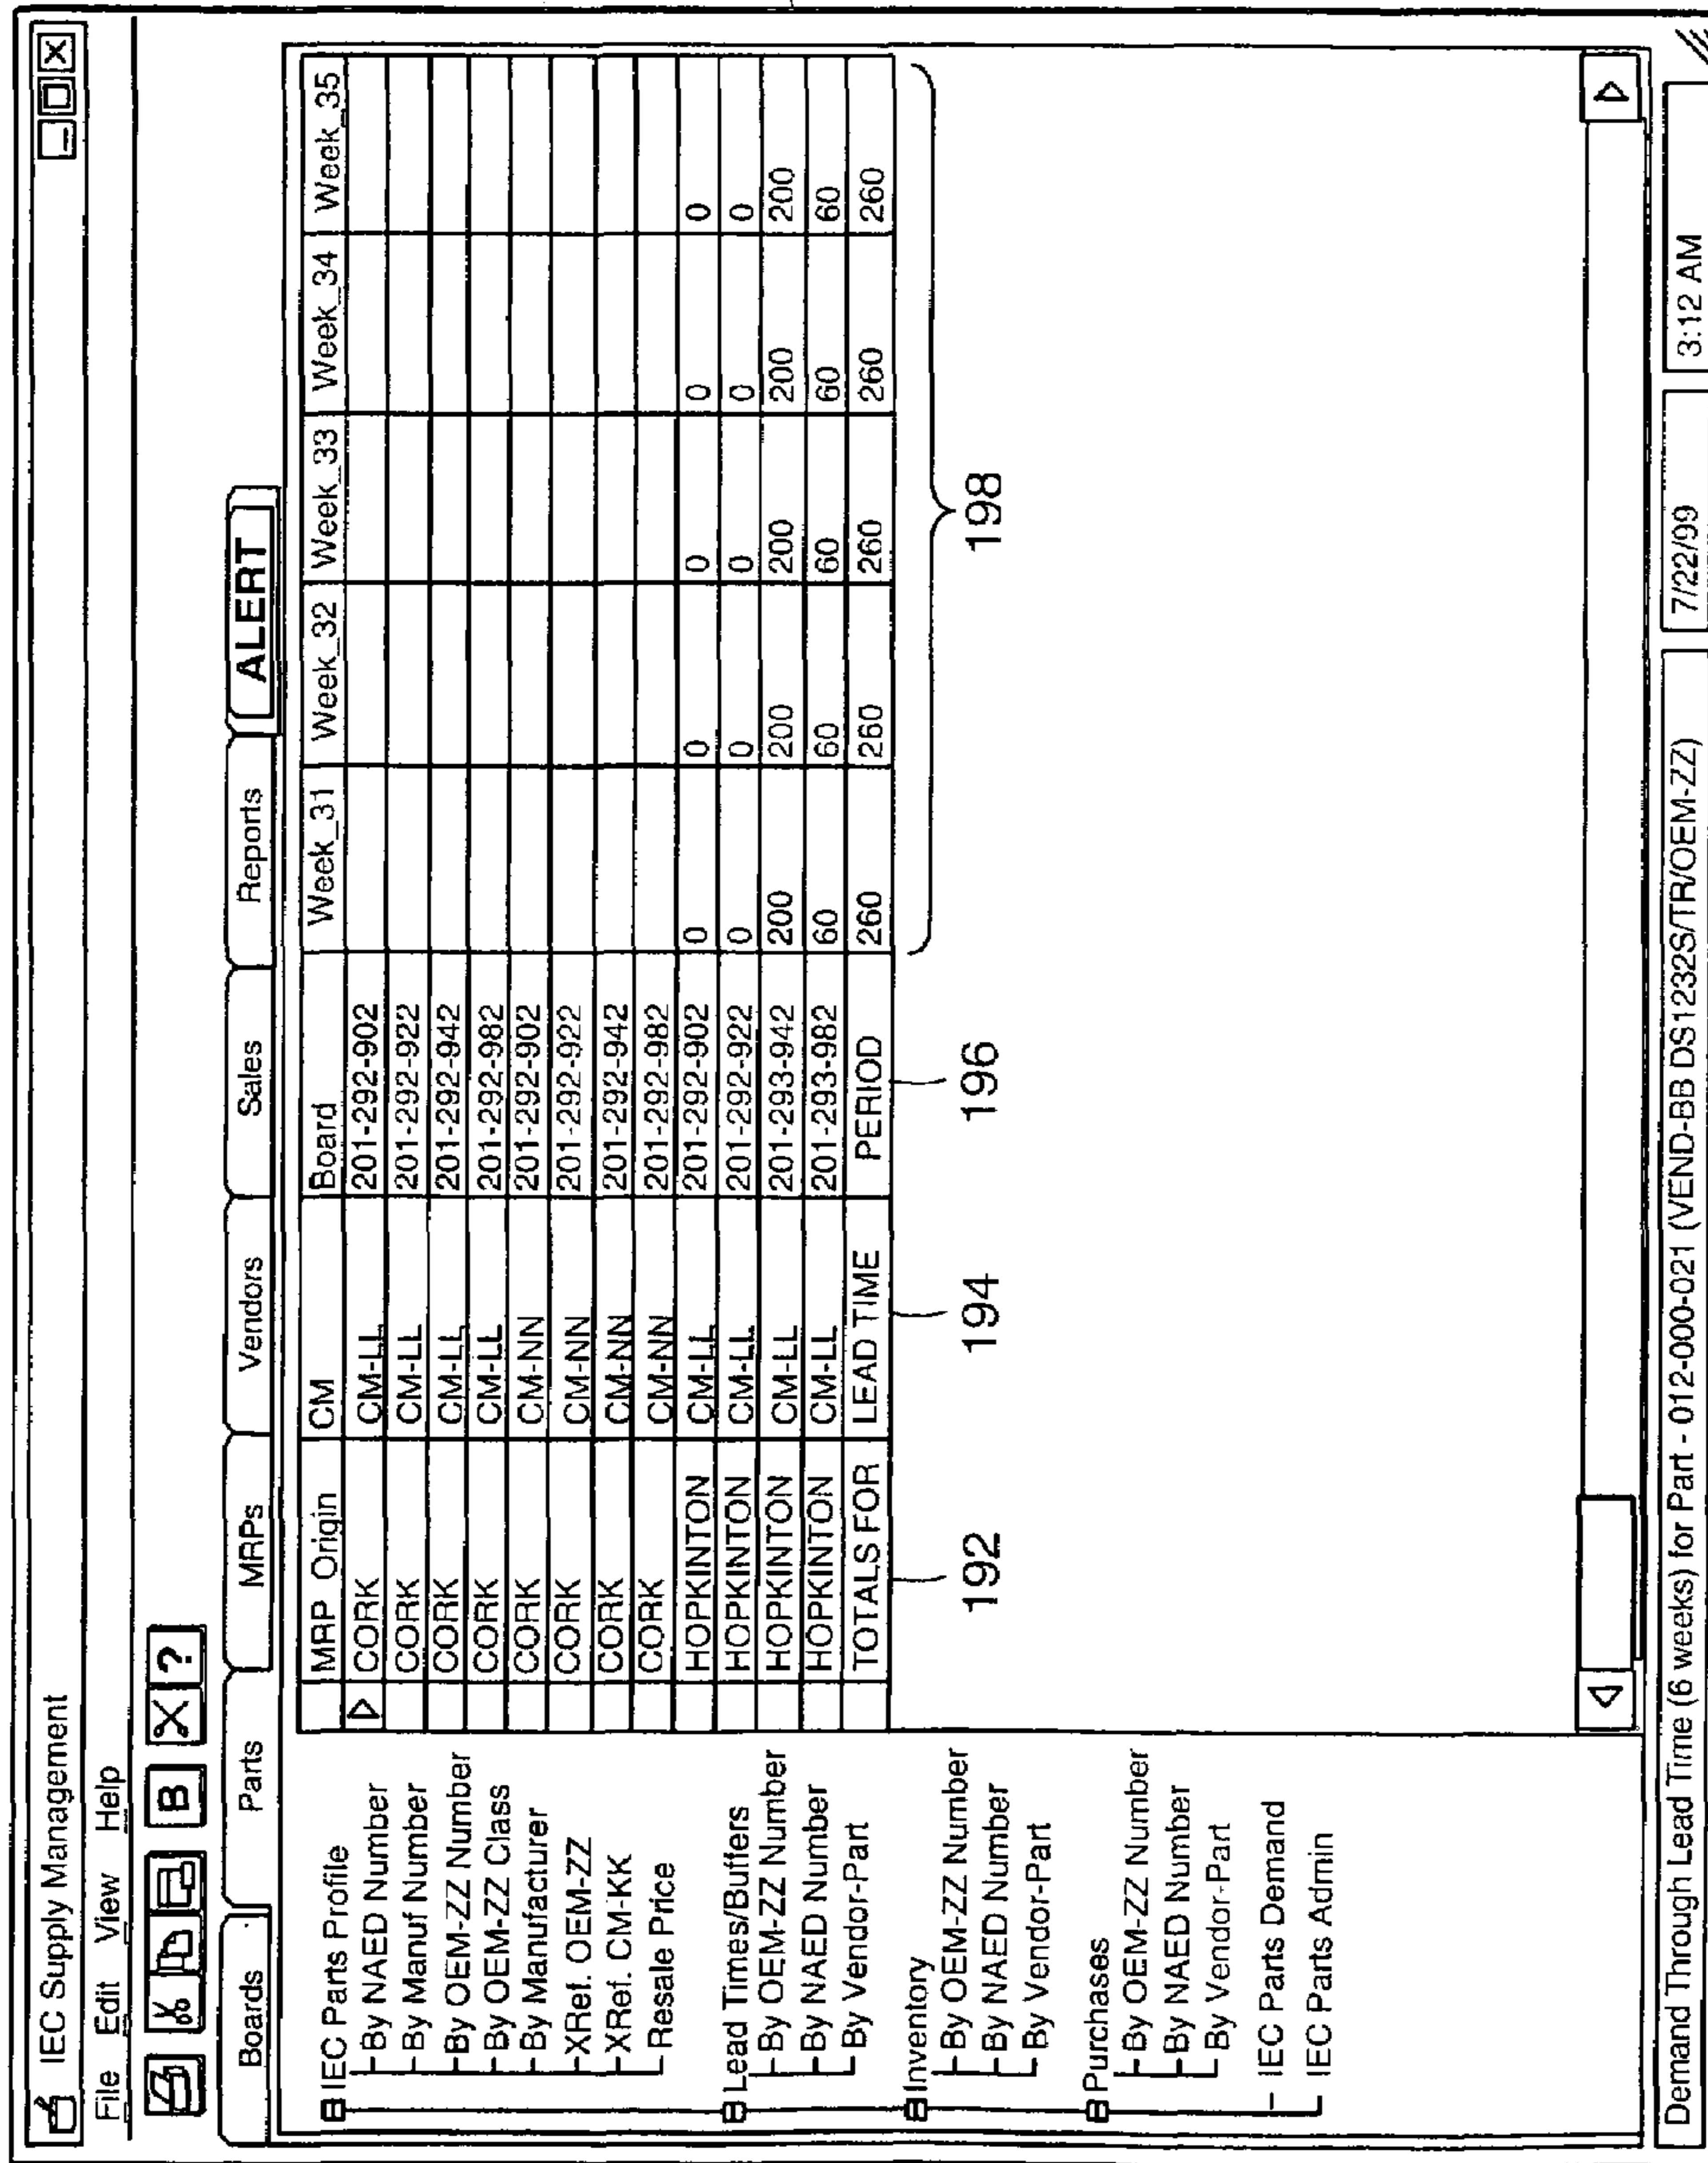 IEC Supply Management
File Edit View Help
B ?
Boards Parts MRPs Vendors Sales Reports ALERT
IEC Parts Profile
By NAED Number
By Manuf Number
By OEM-ZZ Number
By OEM-ZZ Class
By Manufacturer
XRef. OEM-ZZ
XRef. CM-KK
Resale Price
Lead Times/Buffers
By OEM-ZZ Number
By NAED Number
By Vendor-Part
Inventory
By OEM-ZZ Number
By NAED Number
By Vendor-Part
Purchases
By OEM-ZZ Number
By NAED Number
By Vendor-Part
IEC Parts Demand
IEC Parts Admin
MRP Origin CM Board Week_31 Week_32 Week_33 Week_34 Week_35
CORK CM-LL 201-292-902
CORK CM-LL 201-292-922
CORK CM-LL 201-292-942
CORK CM-LL 201-292-982
CORK CM-NN 201-292-902
CORK CM-NN 201-292-922
CORK CM-NN 201-292-942
CORK CM-NN 201-292-982
HOPKINTON CM-LL 201-292-902 0 0 0 0 0
HOPKINTON CM-LL 201-292-922 0 0 0 0 0
HOPKINTON CM-LL 201-293-942 200 200 200 200 200
HOPKINTON CM-LL 201-293-982 60 60 60 60 60
TOTALS FOR LEAD TIME PERIOD 260 260 260 260 260
192 194 196 198
Demand Through Lead Time (6 weeks) for Part - 012-000-021 (VEND-BB DS1232S/TR/OEM-ZZ) 7/22/99 3:12 AM